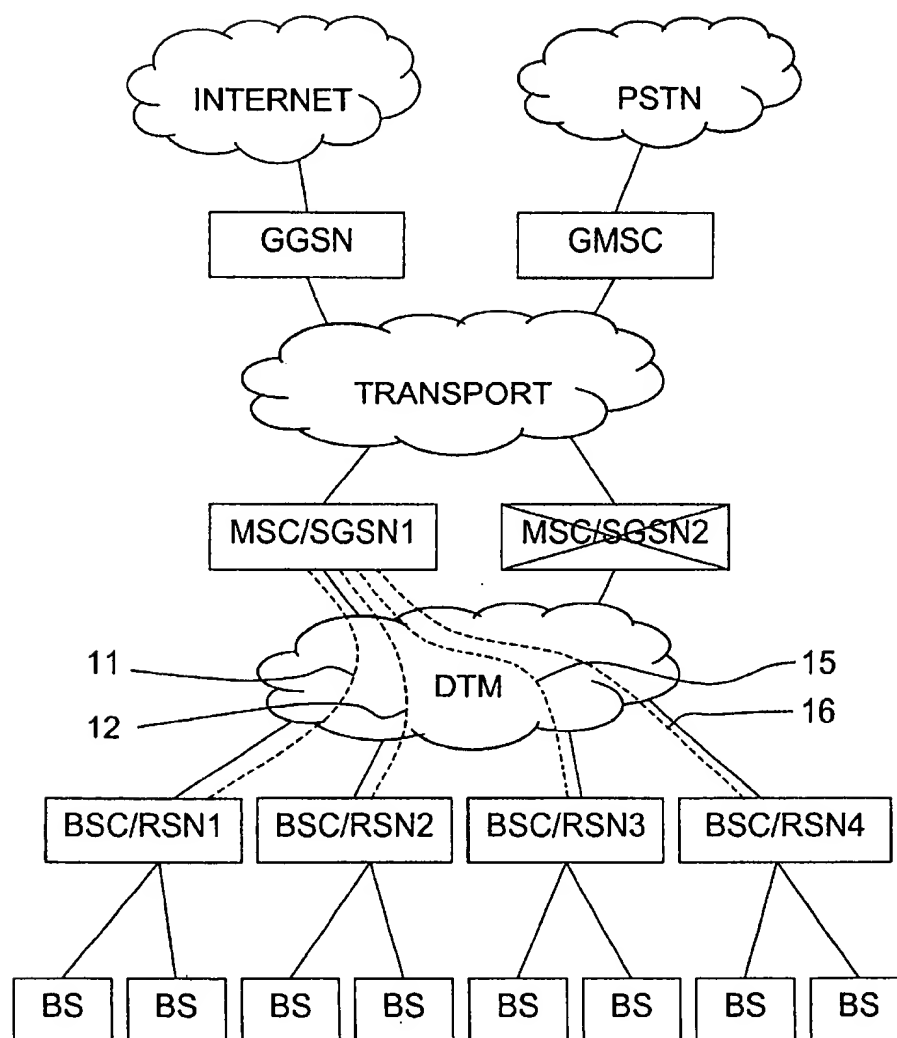 INTERNET
PSTN
GGSN
GMSC
TRANSPORT
MSC/SGSN1
MSC/SGSN2
11
DTM
15
12
16
BSC/RSN1
BSC/RSN2
BSC/RSN3
BSC/RSN4
BS
BS
BS
BS
BS
BS
BS
BS